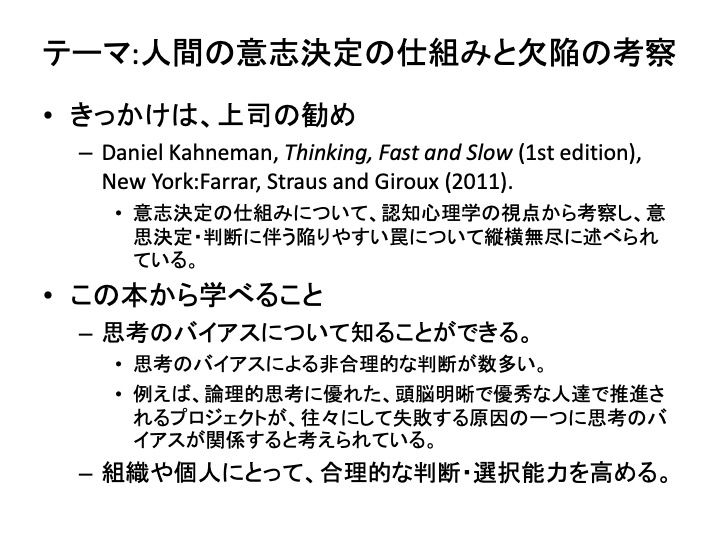 テーマ:人間の意志決定の仕組みと欠陥の考察
• きっかけは、上司の勧め
– Daniel Kahneman, Thinking, Fast and Slow (1st edition),
New York:Farrar, Straus and Giroux (2011).
• 意志決定の仕組みについて、認知心理学の視点から考察し、意
思決定・判断に伴う陥りやすい罠について縦横無尽に述べられ
ている。
• この本から学べること
– 思考のバイアスについて知ることができる。
• 思考のバイアスによる非合理的な判断が数多い。
• 例えば、論理的思考に優れた、頭脳明晰で優秀な人達で推進さ
れるプロジェクトが、往々にして失敗する原因の一つに思考のバ
イアスが関係すると考えられている。
– 組織や個人にとって、合理的な判断・選択能力を高める。